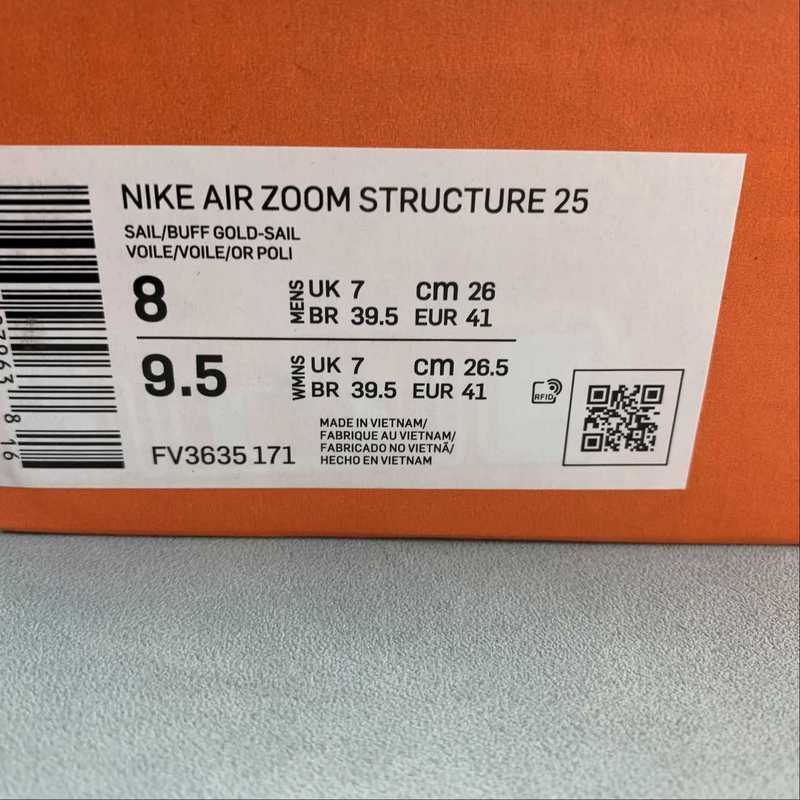 NIKE AIR ZOOM STRUCTURE 25
SAIL/BUFF GOLD-SAIL
VOILE/VOILE/OR POLI
8 MENS UK 7 cm 26
BR 39.5 EUR 41
9.5 WMNS UK 7 cm 26.5
BR 39.5 EUR 41
RFID
FV3635 171
MADE IN VIETNAM/
FABRIQUE AU VIETNAM/
FABRICADO NO VIETNÃ/
HECHO EN VIETNAM
8 16